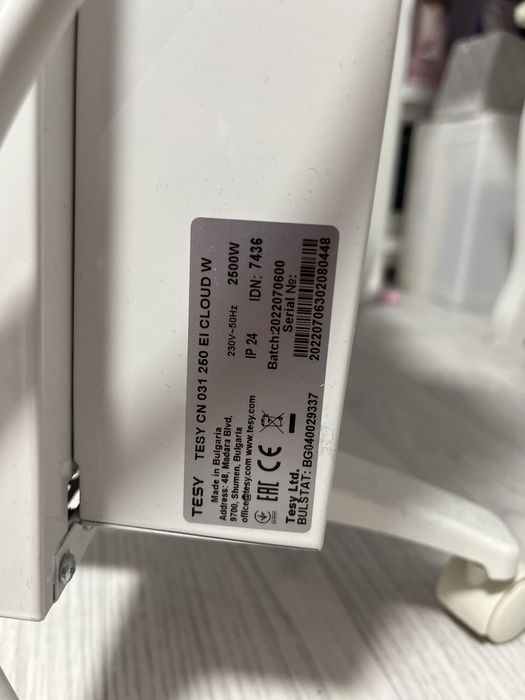 TESY TESY CN 031 250 EI CLOUD W
Made in Bulgaria
Address: 48, Madara Blvd,
9700, Shumen, Bulgaria
office@tesy.com www.tesy.com
230V~50Hz 2500W
IP 24 IDN: 7436
EAC CE
Batch:2022070600
Serial No:
20220706302080448
Tesy Ltd.
BULSTAT: BG040029337